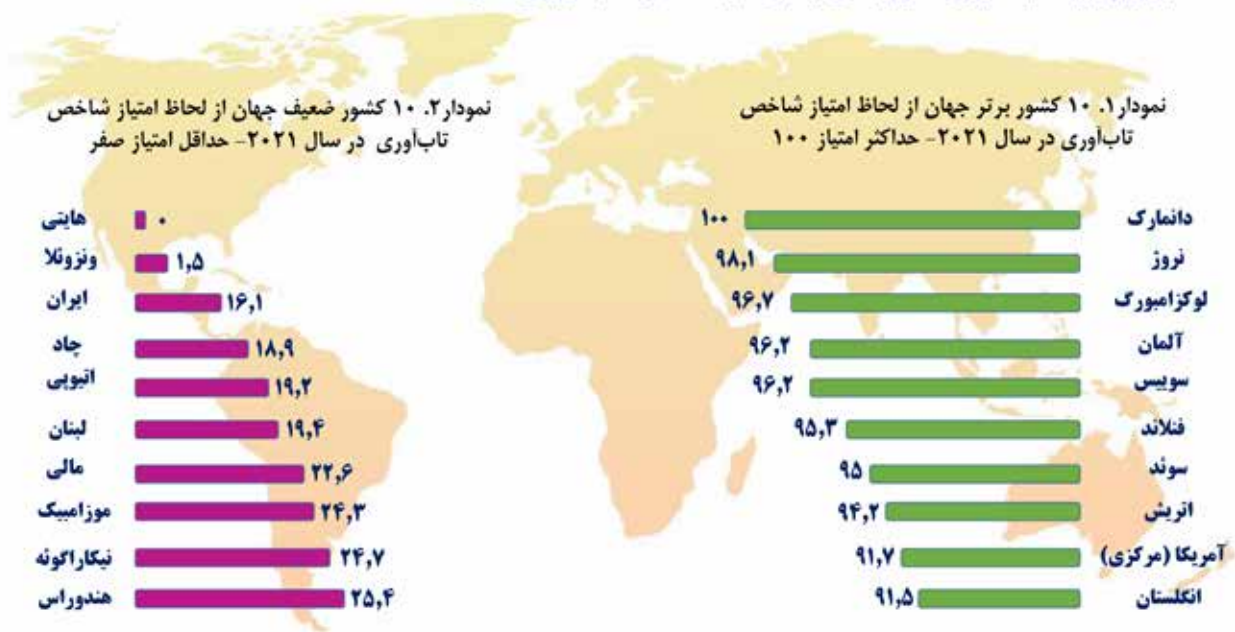 نمودار۱. ۱۰ کشور برتر جهان از لحاظ امتیاز شاخص
تاب‌آوری در سال ۲۰۲۱- حداکثر امتیاز ۱۰۰
دانمارک ۱۰۰
نروژ ۹۸,۱
لوکزامبورگ ۹۶,۷
آلمان ۹۶,۲
سوییس ۹۶,۲
فنلاند ۹۵,۳
سوئد ۹۵
اتریش ۹۴,۲
آمریکا (مرکزی) ۹۱,۷
انگلستان ۹۱,۵
نمودار۲. ۱۰ کشور ضعیف جهان از لحاظ امتیاز شاخص
تاب‌آوری در سال ۲۰۲۱- حداقل امتیاز صفر
هایتی ۰
ونزوئلا ۱,۵
ایران ۱۶,۱
چاد ۱۸,۹
اتیوپی ۱۹,۲
لبنان ۱۹,۴
مالی ۲۲,۶
موزامبیک ۲۴,۳
نیکاراگوئه ۲۴,۷
هندوراس ۲۵,۴